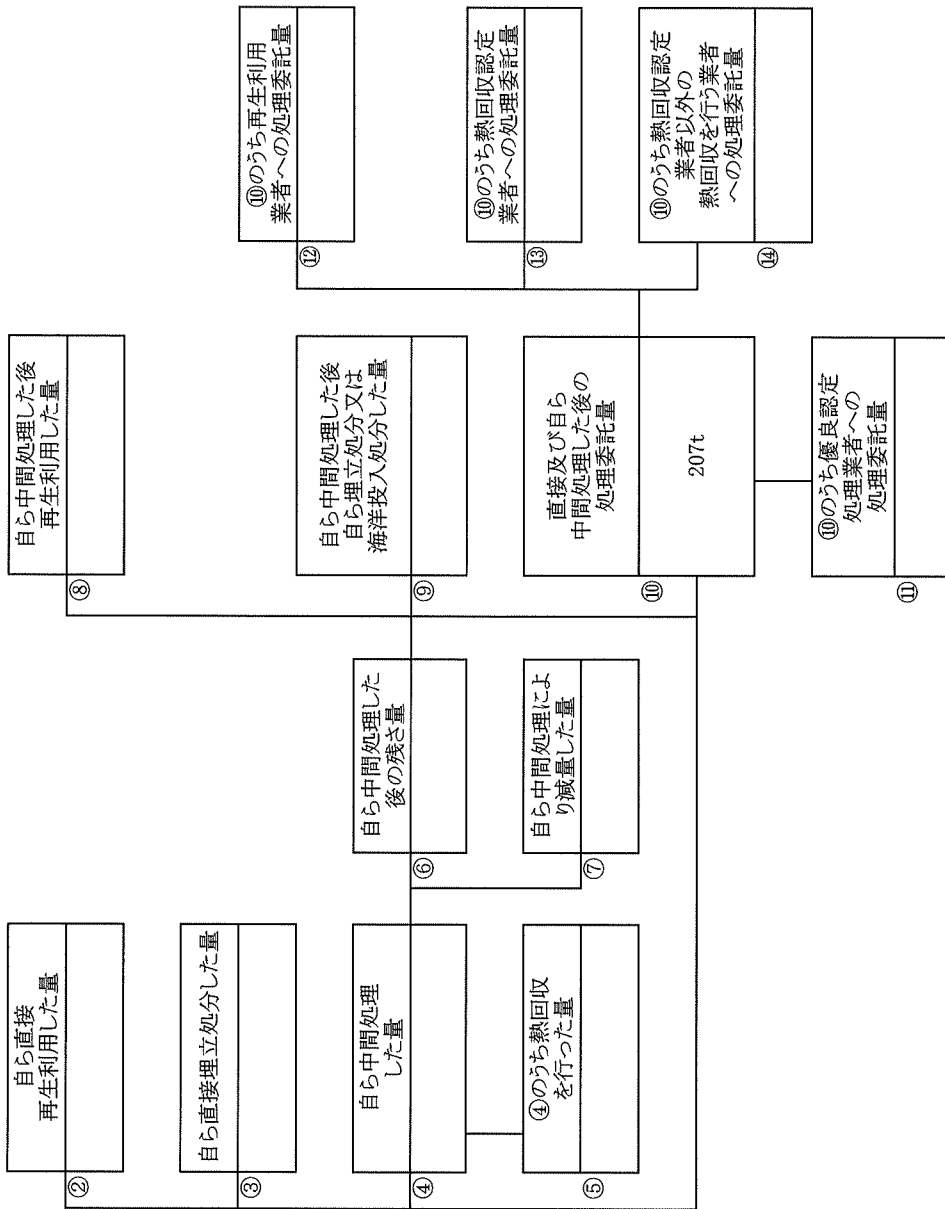 ②
自ら直接
再生利用した量
③
自ら直接埋立処分した量
④
自ら中間処理
した量
⑤
④のうち熱回収
を行った量
⑥
自ら中間処理した
後の残さ量
⑦
自ら中間処理によ
り減量した量
⑧
自ら中間処理した後
再生利用した量
⑨
自ら中間処理した後
自ら埋立処分又は
海洋投入処分した量
⑩
直接及び自ら
中間処理した後の
処理委託量
207t
⑪
⑩のうち優良認定
処理業者への
処理委託量
⑫
⑩のうち再生利用
業者への処理委託量
⑬
⑩のうち熱回収認定
業者への処理委託量
⑭
⑩のうち熱回収認定
業者以外の
熱回収を行う業者
への処理委託量